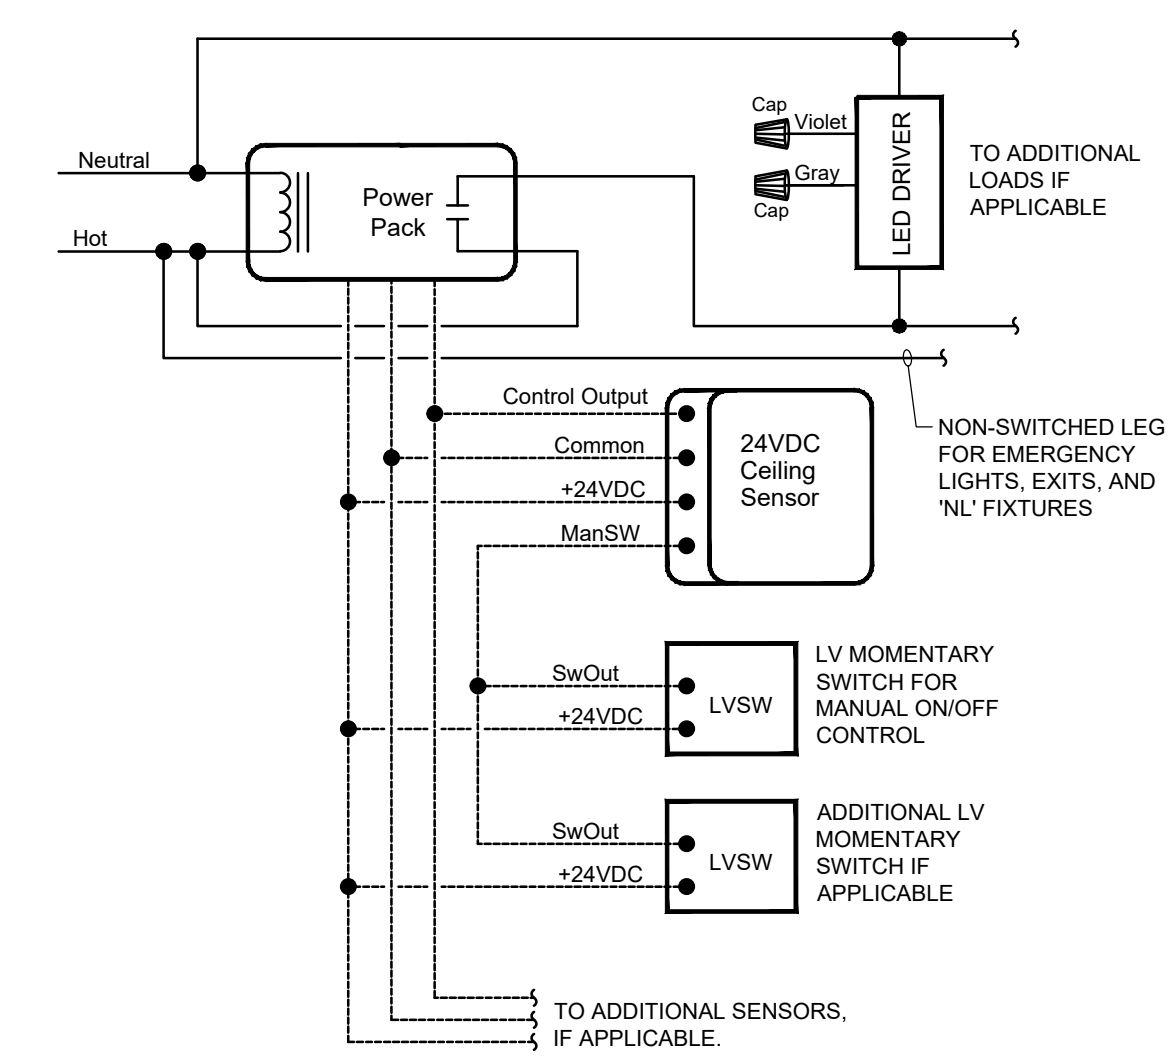 Cap
Violet
Gray
Cap
LED DRIVER
TO ADDITIONAL
LOADS IF
APPLICABLE
Neutral
Hot
Power
Pack
NON-SWITCHED LEG
FOR EMERGENCY
LIGHTS, EXITS, AND
'NL' FIXTURES
Control Output
Common
+24VDC
ManSW
24VDC
Ceiling
Sensor
SwOut
+24VDC
LVSW
LV MOMENTARY
SWITCH FOR
MANUAL ON/OFF
CONTROL
SwOut
+24VDC
LVSW
ADDITIONAL LV
MOMENTARY
SWITCH IF
APPLICABLE
TO ADDITIONAL SENSORS,
IF APPLICABLE.